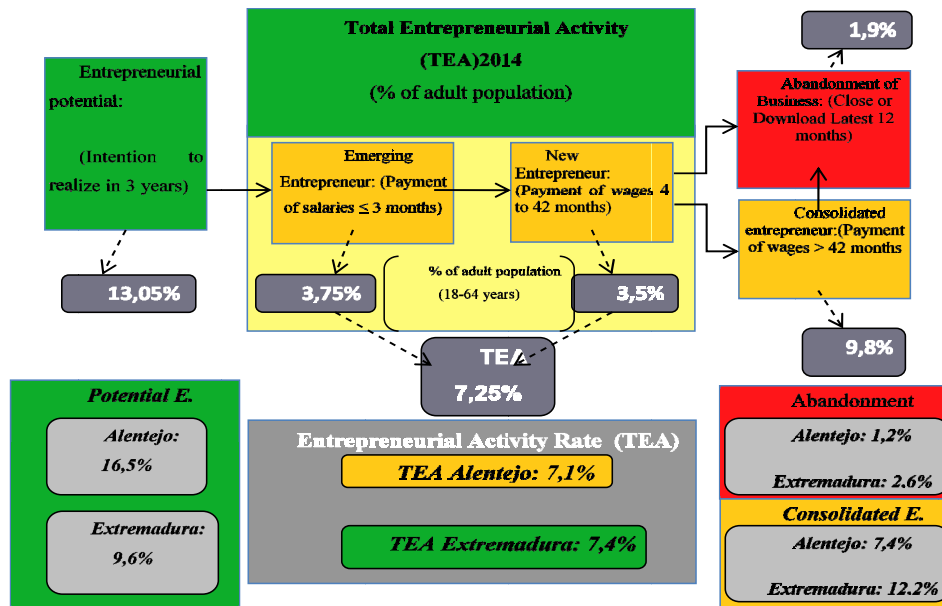 Total Entrepreneurial Activity
(TEA)2014
(% of adult population)
Entrepreneurial
potential:
(Intention to
realize in 3 years)
13,05%
Emerging
Entrepreneur: (Payment
of salaries ≤ 3 months)
3,75%
New
Entrepreneur:
(Payment of wages 4
to 42 months)
3,5%
% of adult population
(18-64 years)
TEA
7,25%
1,9%
Abandonment of
Business: (Close or
Download Latest 12
months)
Consolidated
entrepreneur:(Payment
of wages > 42 months
9,8%
Potential E.
Alentejo:
16,5%
Extremadura:
9,6%
Entrepreneurial Activity Rate (TEA)
TEA Alentejo: 7,1%
TEA Extremadura: 7,4%
Abandonment
Alentejo: 1,2%
Extremadura: 2,6%
Consolidated E.
Alentejo: 7,4%
Extremadura: 12,2%